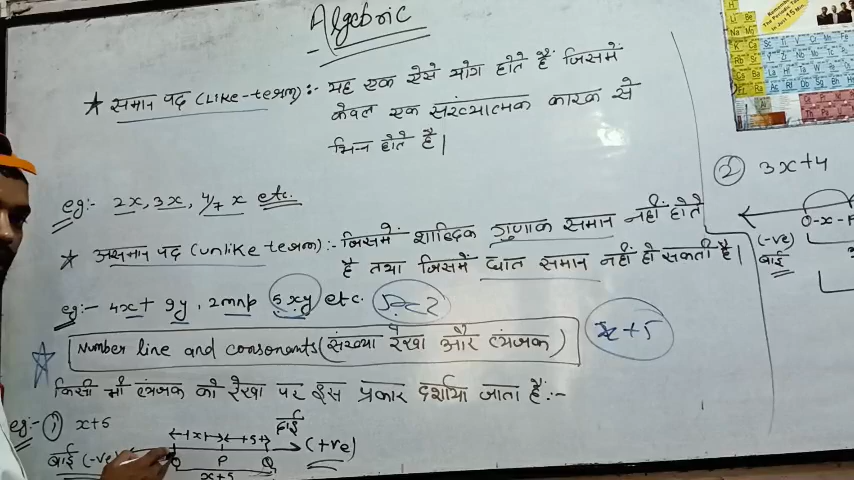 Algebric
★ समान पद (Like-term):- यह एक ऐसे योग होते हैं जिसमें
केवल एक संख्यात्मक कारक से
भिन्न होते है।
eg:- 2x, 3x, 4/7 x etc.
★ असमान पद (unlike term):- जिसमें शाब्दिक गुणांक समान नहीं होते
है तथा जिसमें घात समान नहीं हो सकती है।
eg:- 4x+ 9y, 2mnp 5xy etc.
Number line and consonants (संख्या रेखा और व्यंजक)
x+5
किसी भी व्यंजक को रेखा पर इस प्रकार दर्शाया जाता हैः-
eg:- ① x+5
दाई
←x→←+5→
बाई (-ve)
(+ve)
O P Q
x+5
② 3x+4
O-x-P
(-ve)
बाई